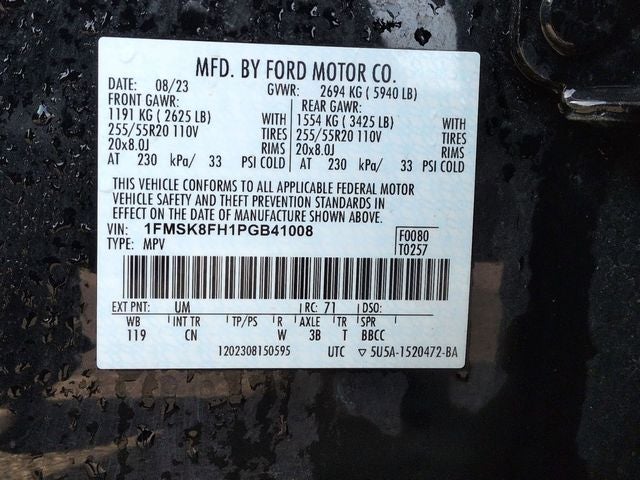 MFD. BY FORD MOTOR CO.
DATE: 08/23 GVWR: 2694 KG ( 5940 LB)
FRONT GAWR: REAR GAWR:
1191 KG ( 2625 LB) WITH 1554 KG ( 3425 LB) WITH
255/55R20 110V TIRES 255/55R20 110V TIRES
20x8.0J RIMS 20x8.0J RIMS
AT 230 kPa/ 33 PSI COLD AT 230 kPa/ 33 PSI COLD
THIS VEHICLE CONFORMS TO ALL APPLICABLE FEDERAL MOTOR
VEHICLE SAFETY AND THEFT PREVENTION STANDARDS IN
EFFECT ON THE DATE OF MANUFACTURE SHOWN ABOVE.
VIN: 1FMSK8FH1PGB41008 F0080
TYPE: MPV T0257
EXT PNT: UM RC: 71 DSO:
WB INT TR TP/PS R AXLE TR SPR
119 CN W 3B T BBCC
1202308150595 UTC ▽ 5U5A-1520472-BA